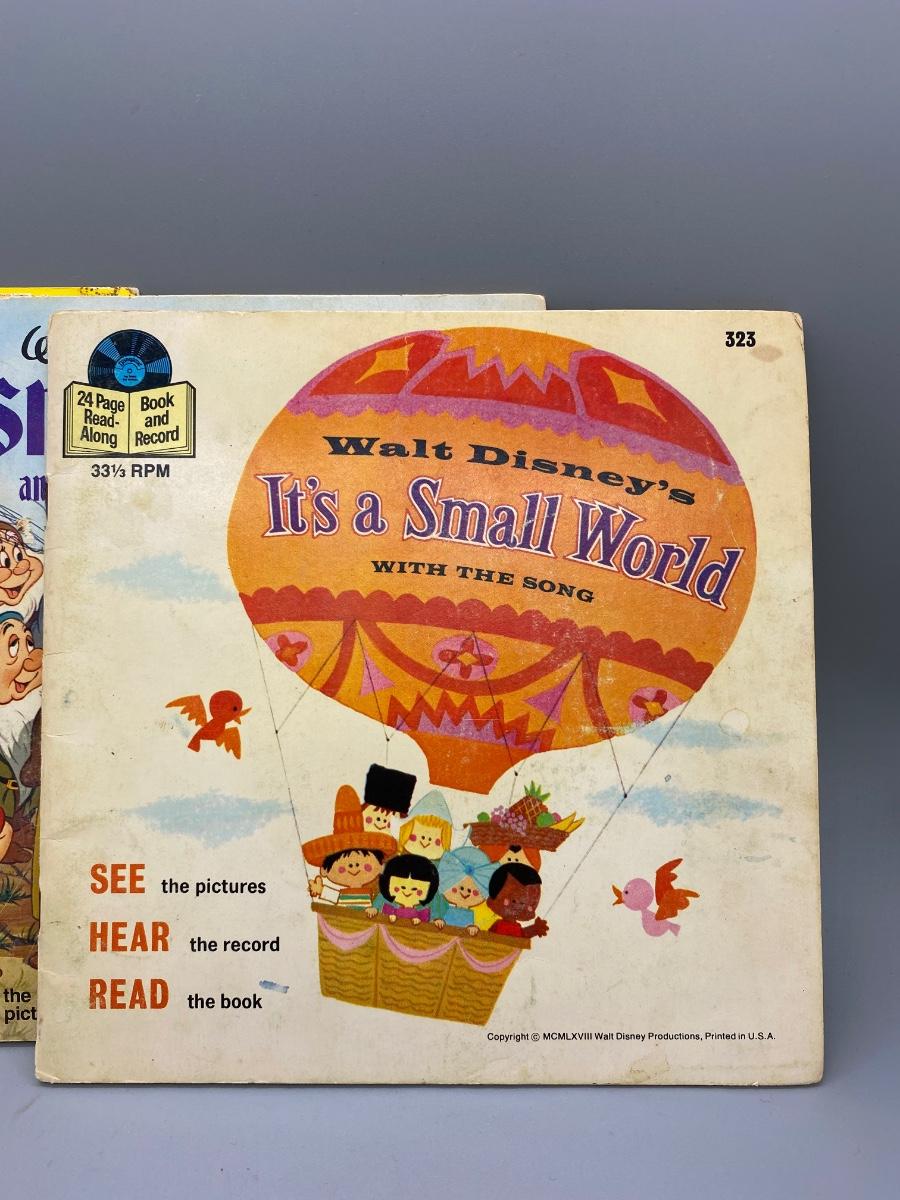 323
24 Page
Read-
Along
Book
and
Record
33⅓ RPM
Walt Disney's
It's a Small World
WITH THE SONG
SEE the pictures
HEAR the record
READ the book
Copyright © MCMLXVIII Walt Disney Productions, Printed in U.S.A.
the